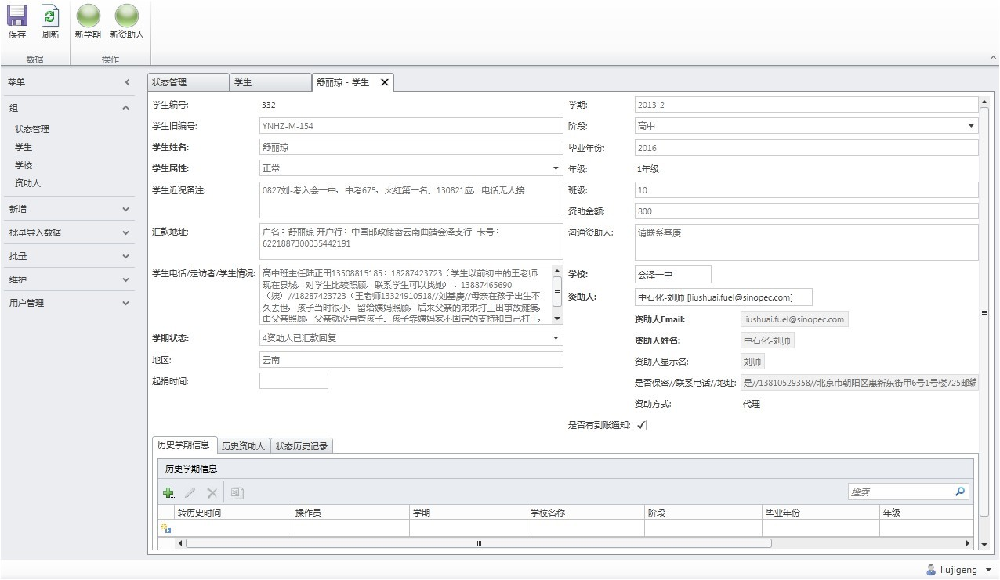 保存
刷新
新学期
新资助人
数据
操作
菜单
组
状态管理
学生
学校
资助人
新增
批量导入数据
批量
维护
用户管理
状态管理
学生
舒丽琼 - 学生
学生编号:
332
学生旧编号:
YNHZ-M-154
学生姓名:
舒丽琼
学生属性:
正常
学生近况备注:
0827刘-考入会一中，中考675，火红第一名。130821应，电话无人接
汇款地址:
户名：舒丽琼 开户行：中国邮政储蓄云南曲靖会泽支行 卡号：
6221887300035442191
学生电话/走访者/学生情况:
高中班主任陆正田13508815185；18287423723（学生以前初中的王老师,
现在县城，对学生比较照顾，联系学生可以找她）；13887465690
（姨）//18287423723（王老师13324910518//刘基庚//母亲在孩子出生不
久去世，孩子当时很小，留给姨妈照顾，后来父亲的弟弟打工出事故瘫痪,
由父亲照顾，父亲就没再管孩子。孩子靠姨妈家不固定的支持和自己打工,
学期状态:
4资助人已汇款回复
地区:
云南
起捐时间:
学期:
2013-2
阶段:
高中
毕业年份:
2016
年级:
1年级
班级:
10
资助金额:
800
沟通资助人:
请联系基庚
学校:
会泽一中
资助人:
中石化-刘帅 [liushuai.fuel@sinopec.com]
资助人Email:
liushuai.fuel@sinopec.com
资助人姓名:
中石化-刘帅
资助人显示名:
刘帅
是否保密//联系电话//地址:
是//13810529358//北京市朝阳区惠新东街甲6号1号楼725邮编
资助方式:
代理
是否有到账通知:
历史学期信息
历史资助人
状态历史记录
历史学期信息
搜索
转历史时间
操作员
学期
学校名称
阶段
毕业年份
年级
liujigeng